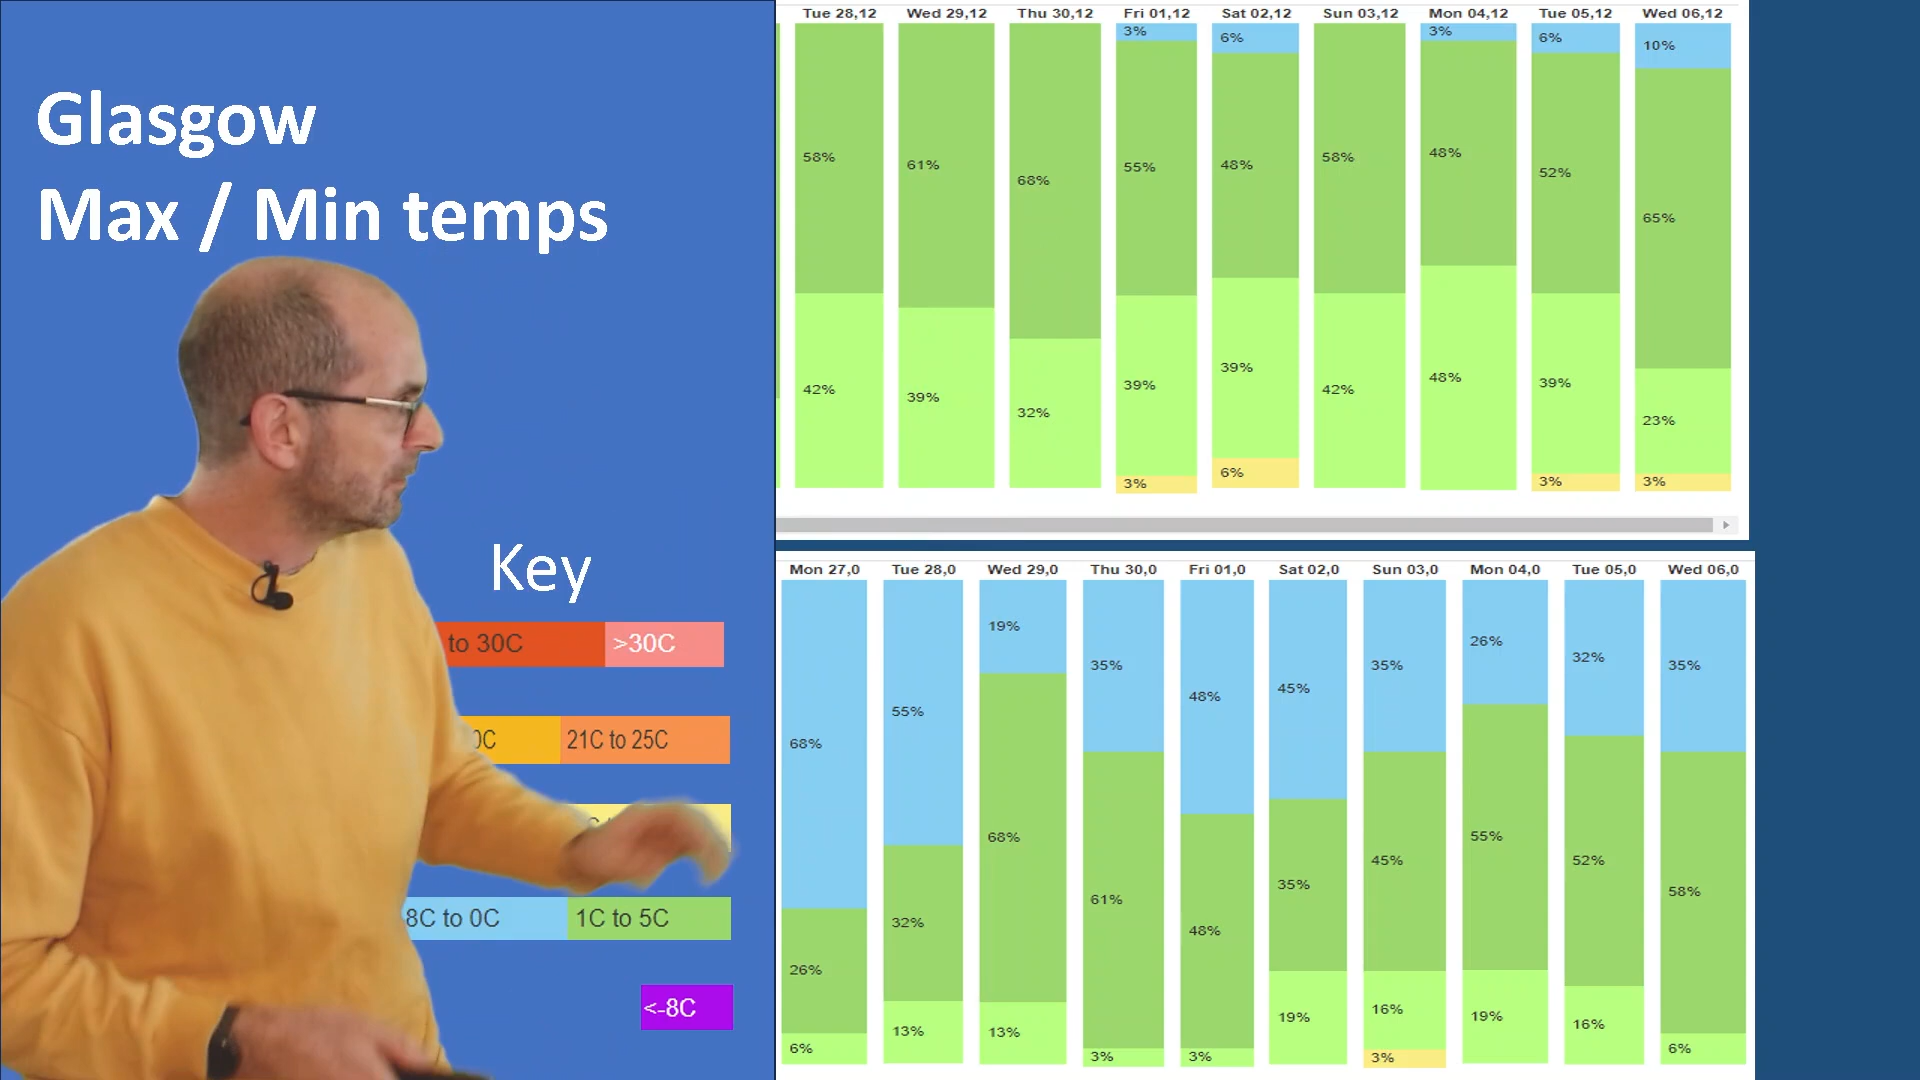 Glasgow
Max / Min temps
Key
to 30C >30C
0C 21C to 25C
8C to 0C 1C to 5C
<-8C
Tue 28,12 Wed 29,12 Thu 30,12 Fri 01,12 Sat 02,12 Sun 03,12 Mon 04,12 Tue 05,12 Wed 06,12
3% 6% 3% 6% 10%
58% 61% 68% 55% 48% 58% 48% 52% 65%
42% 39% 32% 39% 39% 42% 48% 39% 23%
3% 6% 3% 3%
Mon 27,0 Tue 28,0 Wed 29,0 Thu 30,0 Fri 01,0 Sat 02,0 Sun 03,0 Mon 04,0 Tue 05,0 Wed 06,0
68% 55% 19% 35% 48% 45% 35% 26% 32% 35%
26% 32% 68% 61% 48% 35% 45% 55% 52% 58%
6% 13% 13% 3% 3% 19% 16% 19% 16% 6%
3%